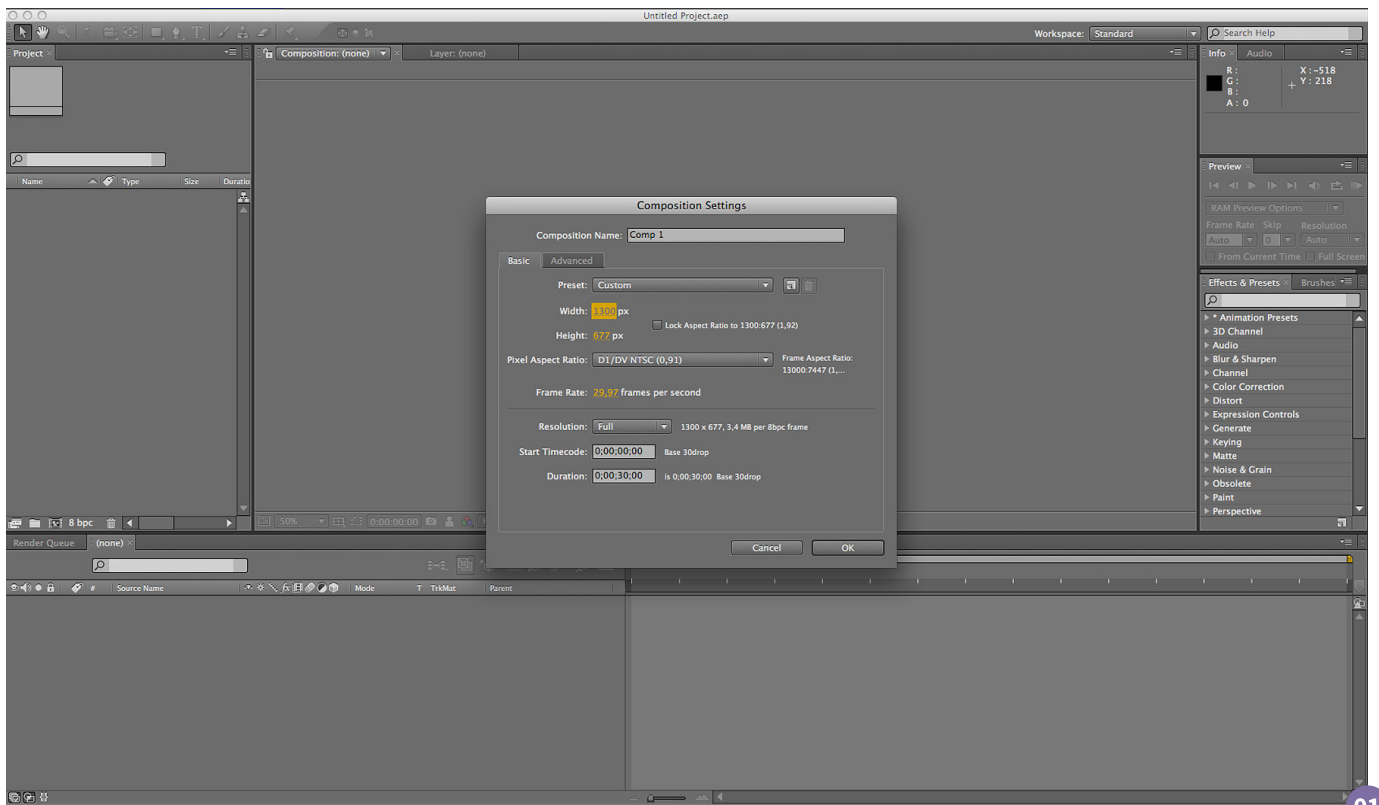 Untitled Project.aep
Workspace: Standard Search Help
Project Composition: (none) Layer: (none) Info Audio
R: X: -518
G: Y: 218
B:
A: 0
Name Type Size Duratio
Preview
RAM Preview Options
Frame Rate Skip Resolution
Auto 0 Auto
From Current Time Full Screen
Effects & Presets Brushes
* Animation Presets
3D Channel
Audio
Blur & Sharpen
Channel
Color Correction
Distort
Expression Controls
Generate
Keying
Matte
Noise & Grain
Obsolete
Paint
Perspective
Composition Settings
Composition Name: Comp 1
Basic Advanced
Preset: Custom
Width: 1300 px
Lock Aspect Ratio to 1300:677 (1,92)
Height: 677 px
Pixel Aspect Ratio: D1/DV NTSC (0,91) Frame Aspect Ratio:
13000:7447 (1,...
Frame Rate: 29,97 frames per second
Resolution: Full 1300 x 677, 3,4 MB per 8bpc frame
Start Timecode: 0;00;00;00 Base 30drop
Duration: 0;00;30;00 is 0;00;30;00 Base 30drop
Cancel OK
8 bpc 50% 0:00:00:00
Render Queue (none)
# Source Name Mode T TrkMat Parent